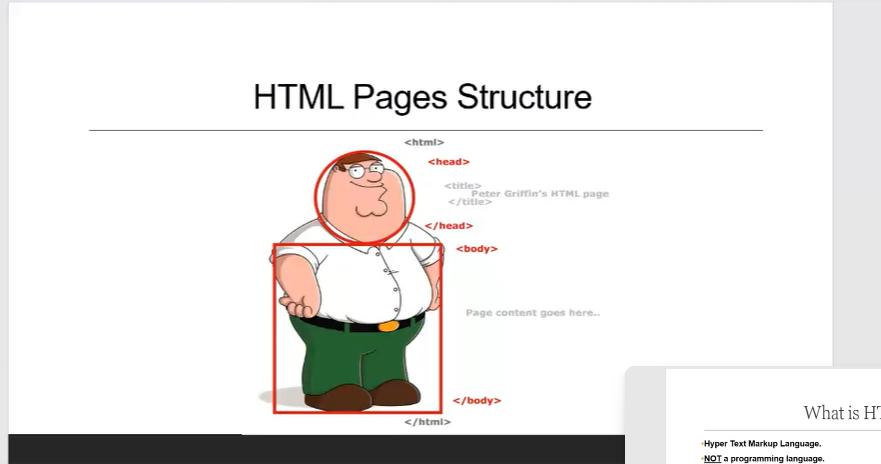 HTML Pages Structure
<html>
<head>
<title>
Peter Griffin's HTML page
</title>
</head>
<body>
Page content goes here..
</body>
</html>
What is
Hyper Text Markup Language.
NOT a programming language.